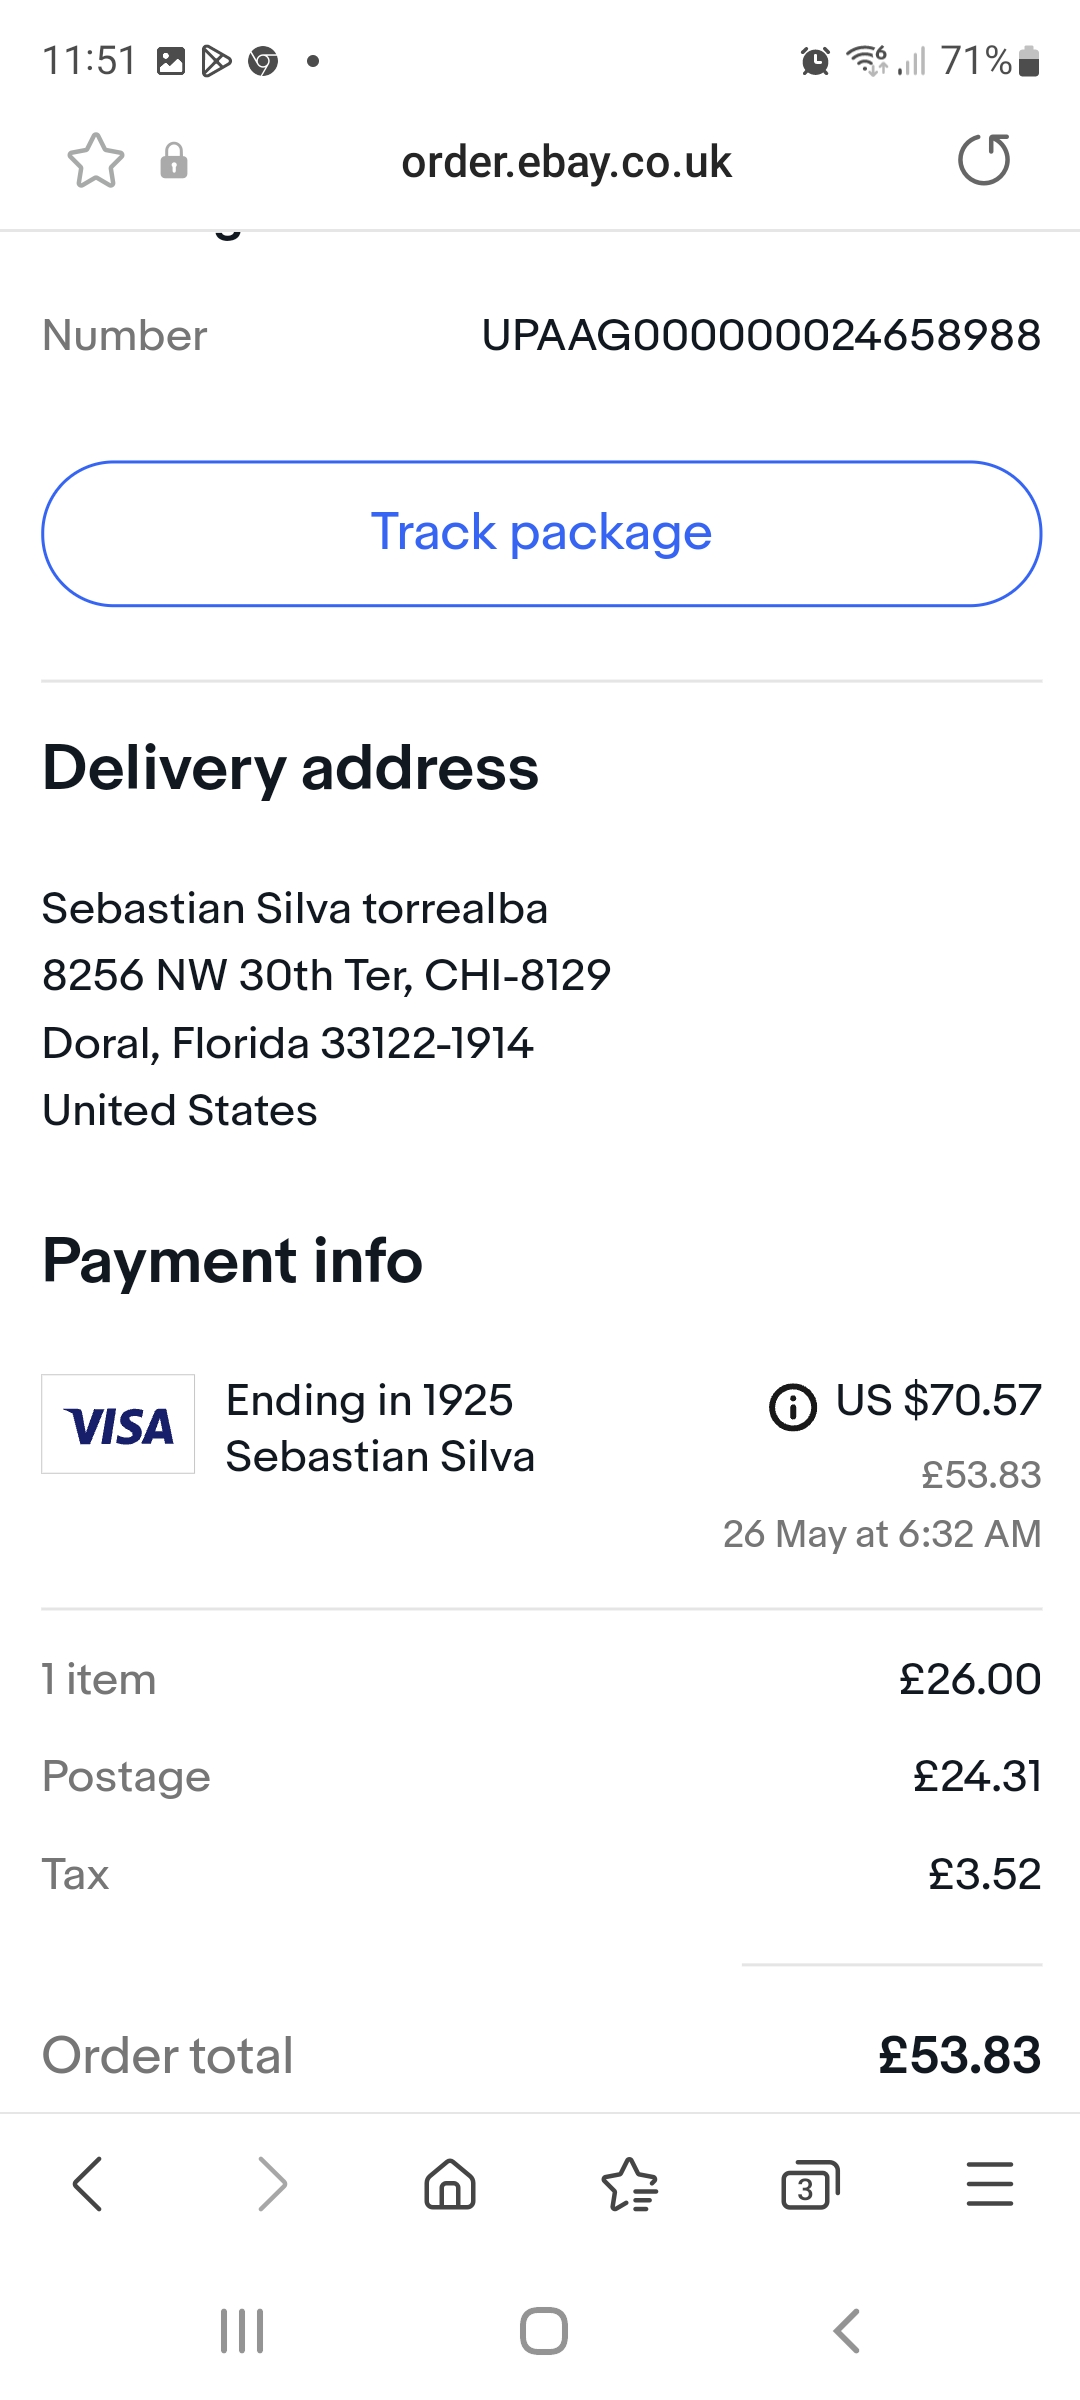 11:51 71%
order.ebay.co.uk
Number UPAAG000000024658988
Track package
Delivery address
Sebastian Silva torrealba
8256 NW 30th Ter, CHI-8129
Doral, Florida 33122-1914
United States
Payment info
VISA Ending in 1925 US $70.57
Sebastian Silva £53.83
26 May at 6:32 AM
1 item £26.00
Postage £24.31
Tax £3.52
Order total £53.83
3